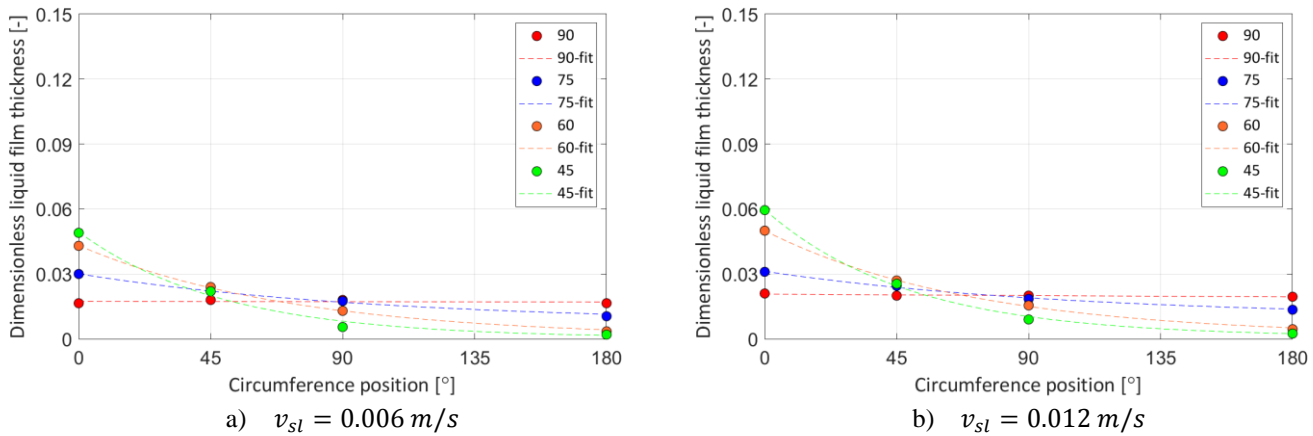 Dimensionless liquid film thickness [-]
0.15
0.12
0.09
0.06
0.03
0
0 45 90 135 180
Circumference position [°]
90
90-fit
75
75-fit
60
60-fit
45
45-fit
a) v_sl = 0.006 m/s
Dimensionless liquid film thickness [-]
0.15
0.12
0.09
0.06
0.03
0
0 45 90 135 180
Circumference position [°]
90
90-fit
75
75-fit
60
60-fit
45
45-fit
b) v_sl = 0.012 m/s